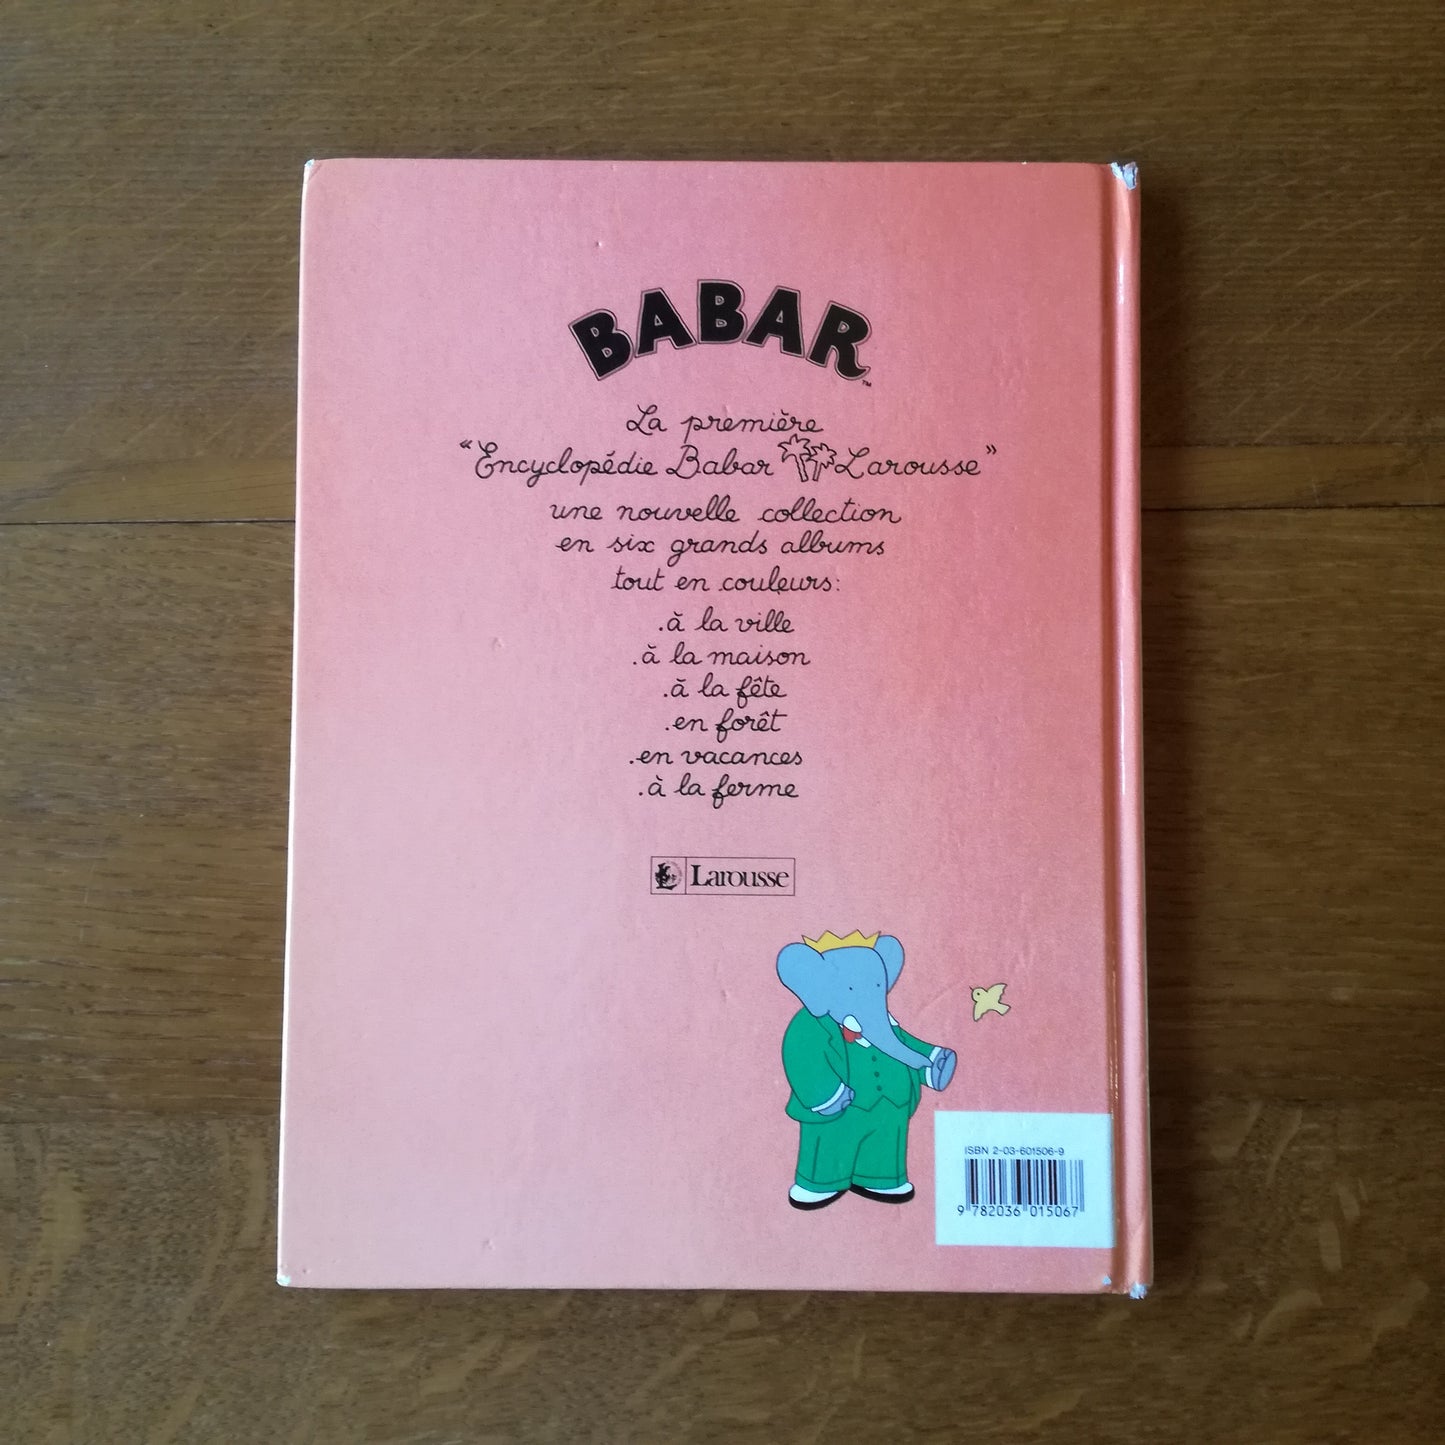 BABAR™
La première
"Encyclopédie Babar Larousse"
une nouvelle collection
en six grands albums
tout en couleurs:
.à la ville
.à la maison
.à la fête
.en forêt
.en vacances
.à la ferme
Larousse
ISBN 2-03-601506-9
9 782036 015067